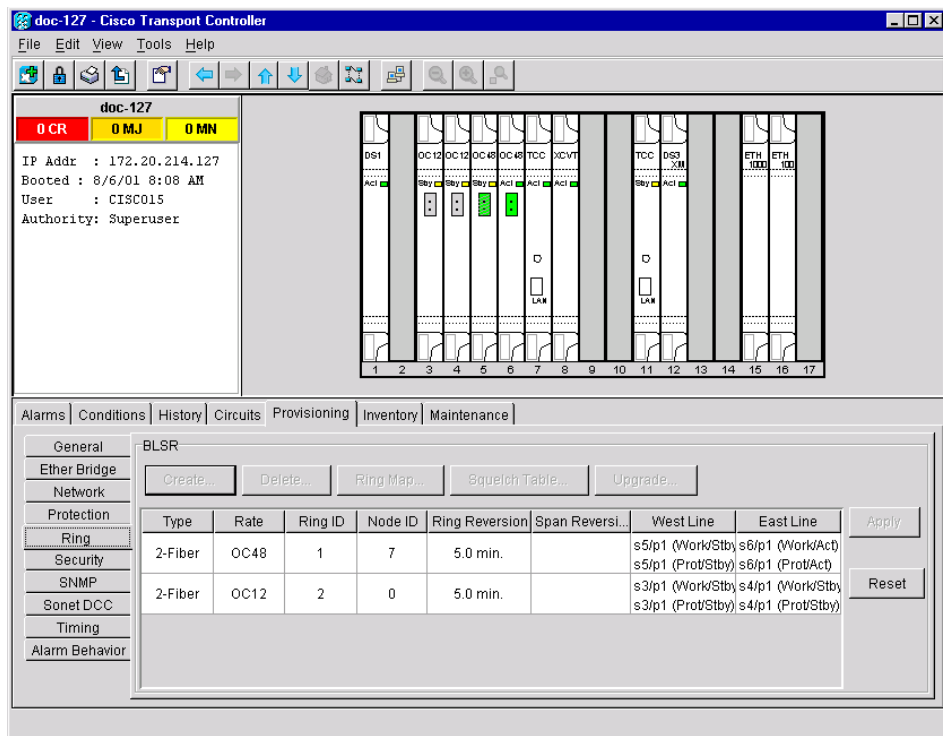 doc-127 - Cisco Transport Controller
File Edit View Tools Help
doc-127
0 CR 0 MJ 0 MN
IP Addr : 172.20.214.127
Booted : 8/6/01 8:08 AM
User : CISCO15
Authority: Superuser
DS1 OC12 OC12 OC48 OC48 TCC XCVT TCC DS3 XM ETH 1000 ETH 100
Act Sby Sby Sby Act Act Act Sby Act
LAN LAN
1 2 3 4 5 6 7 8 9 10 11 12 13 14 15 16 17
Alarms Conditions History Circuits Provisioning Inventory Maintenance
General
Ether Bridge
Network
Protection
Ring
Security
SNMP
Sonet DCC
Timing
Alarm Behavior
BLSR
Create... Delete... Ring Map... Squelch Table... Upgrade...
Type Rate Ring ID Node ID Ring Reversion Span Reversi... West Line East Line
2-Fiber OC48 1 7 5.0 min. s5/p1 (Work/Stby s6/p1 (Work/Act)
s5/p1 (Prot/Stby) s6/p1 (Prot/Act)
2-Fiber OC12 2 0 5.0 min. s3/p1 (Work/Stby s4/p1 (Work/Stby
s3/p1 (Prot/Stby) s4/p1 (Prot/Stby)
Apply
Reset